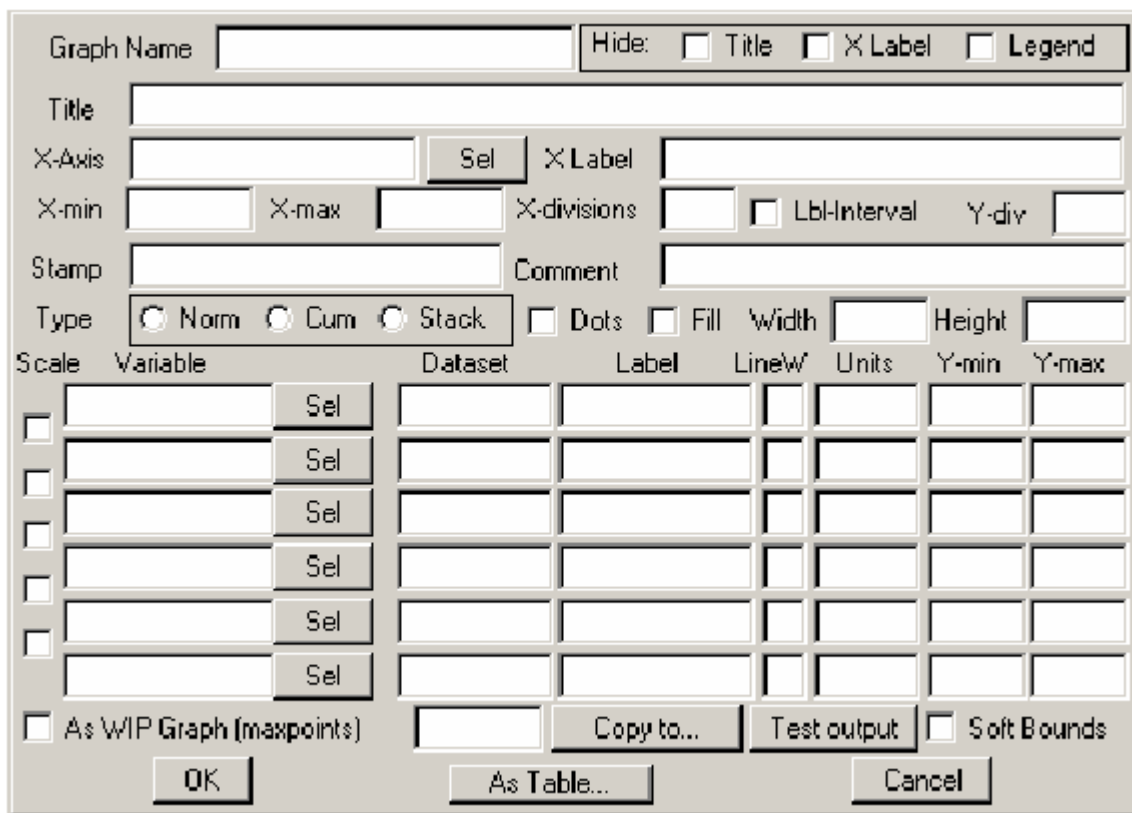 Graph Name Hide: Title X Label Legend
Title
X-Axis Sel X Label
X-min X-max X-divisions Lbl-Interval Y-div
Stamp Comment
Type Norm Cum Stack Dots Fill Width Height
Scale Variable Dataset Label LineW Units Y-min Y-max
Sel
Sel
Sel
Sel
Sel
Sel
As WIP Graph (maxpoints) Copy to... Test output Soft Bounds
OK As Table... Cancel